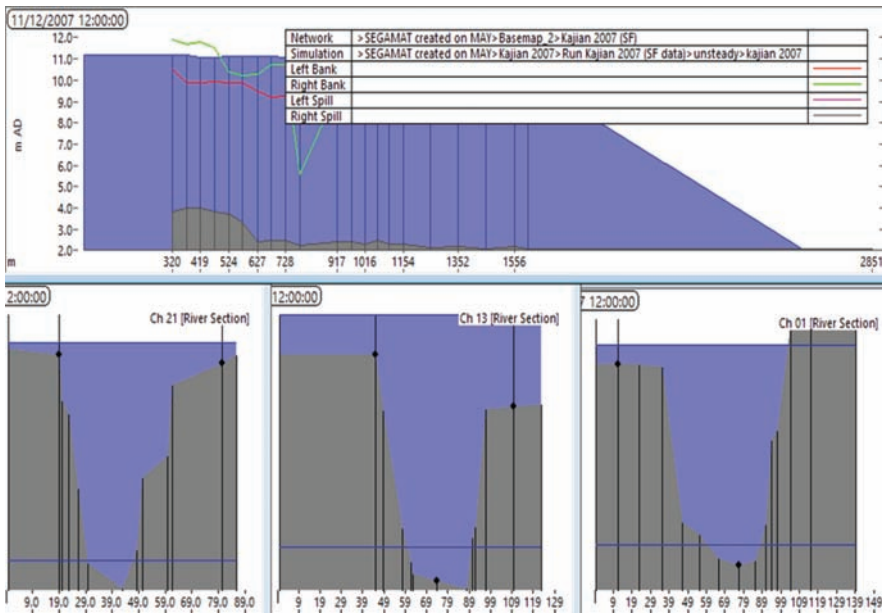 11/12/2007 12:00:00
Network >SEGAMAT created on MAY>Basemap_2>Kajian 2007 (SF)
Simulation >SEGAMAT created on MAY>Kajian 2007>Run Kajian 2007 (SF data)>unsteady>kajian 2007
Left Bank
Right Bank
Left Spill
Right Spill
12.0
11.0
10.0
9.0
8.0
7.0
6.0
5.0
4.0
3.0
2.0
m AD
m 320 419 524 627 728 917 1016 1154 1352 1556 2851
2:00:00
Ch 21 [River Section]
9.0 19.0 29.0 39.0 49.0 59.0 69.0 79.0 89.0
12:00:00
Ch 13 [River Section]
9 19 29 39 49 59 69 79 89 99 109 129
7 12:00:00
Ch 01 [River Section]
9 19 29 39 49 59 69 79 89 99 109 119 129 139 149